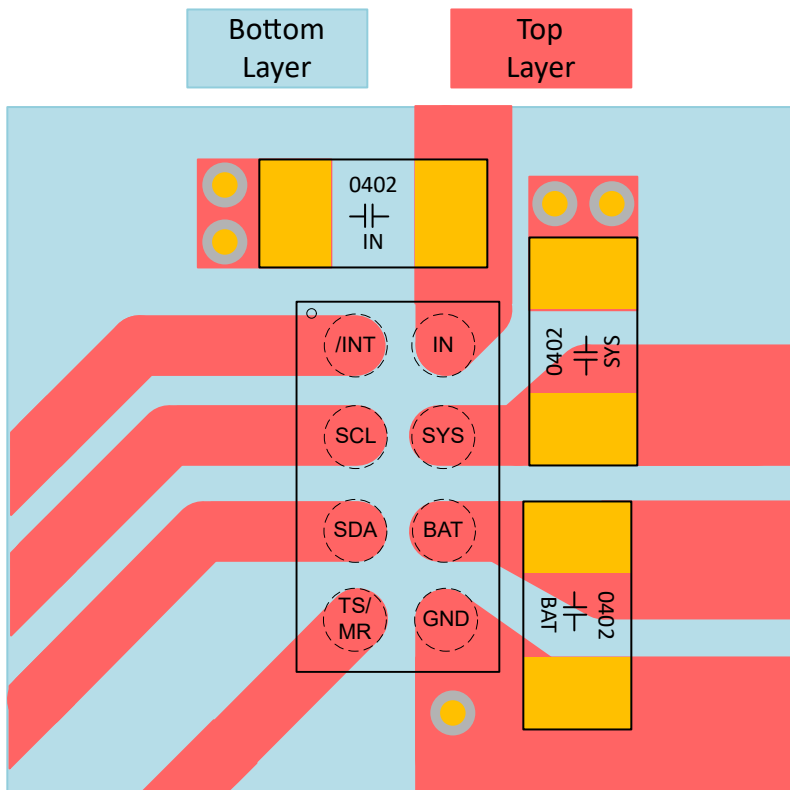 Bottom
Layer
Top
Layer
0402
IN
/INT
IN
0402
SYS
SCL
SYS
SDA
BAT
TS/
MR
GND
BAT
0402